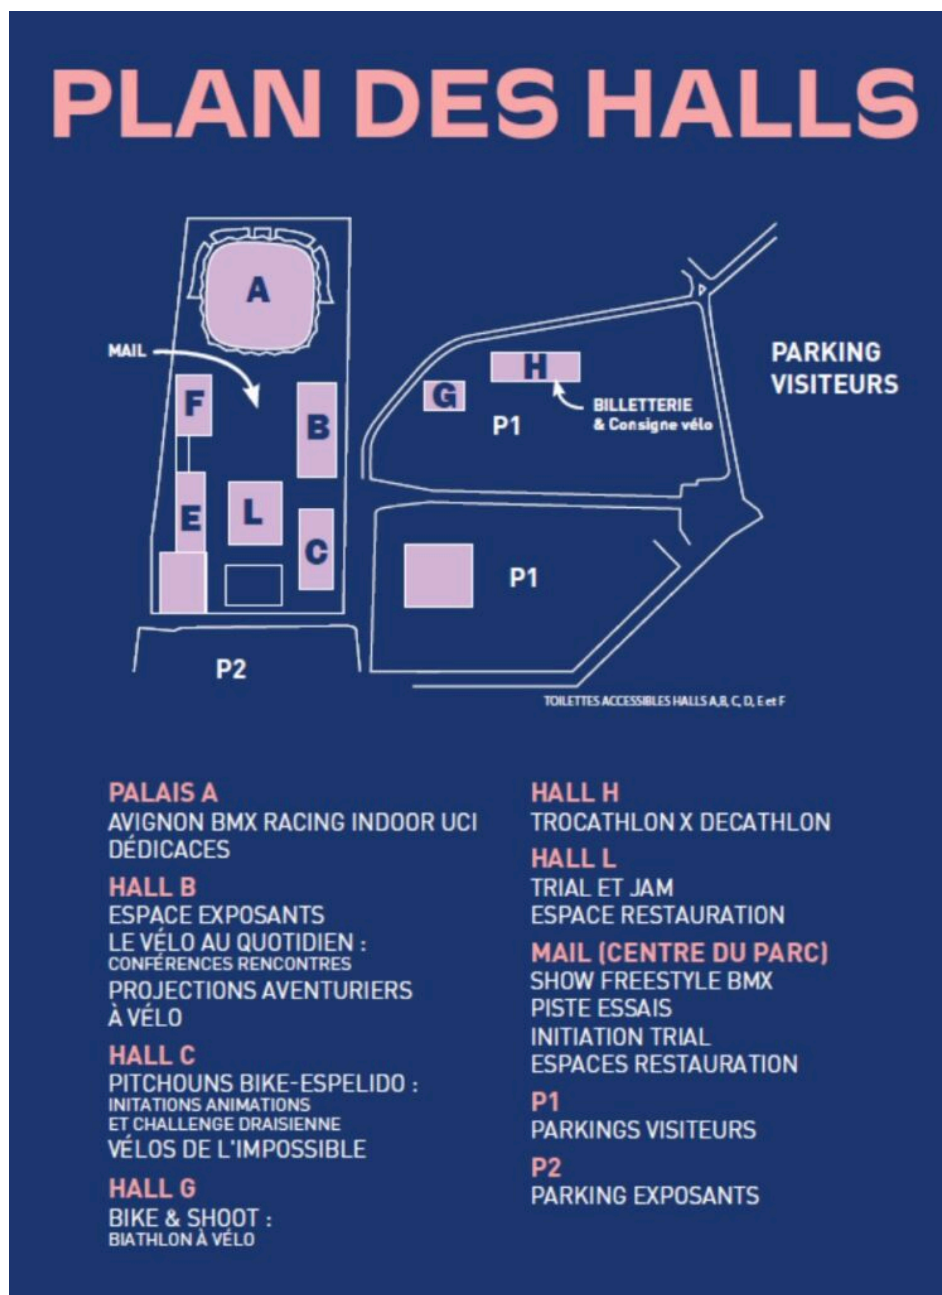 PLAN DES HALLS
A
MAIL
F
B
E
L
C
G
H
BILLETTERIE
& Consigne vélo
P1
PARKING
VISITEURS
P1
P2
TOILETTES ACCESSIBLES HALLS A,B, C, D, E et F
PALAIS A
AVIGNON BMX RACING INDOOR UCI
DÉDICACES
HALL B
ESPACE EXPOSANTS
LE VÉLO AU QUOTIDIEN :
CONFÉRENCES RENCONTRES
PROJECTIONS AVENTURIERS
À VÉLO
HALL C
PITCHOUNS BIKE-ESPELIDO :
INITATIONS ANIMATIONS
ET CHALLENGE DRAISIENNE
VÉLOS DE L'IMPOSSIBLE
HALL G
BIKE & SHOOT :
BIATHLON À VÉLO
HALL H
TROCATHLON X DECATHLON
HALL L
TRIAL ET JAM
ESPACE RESTAURATION
MAIL (CENTRE DU PARC)
SHOW FREESTYLE BMX
PISTE ESSAIS
INITIATION TRIAL
ESPACES RESTAURATION
P1
PARKINGS VISITEURS
P2
PARKING EXPOSANTS